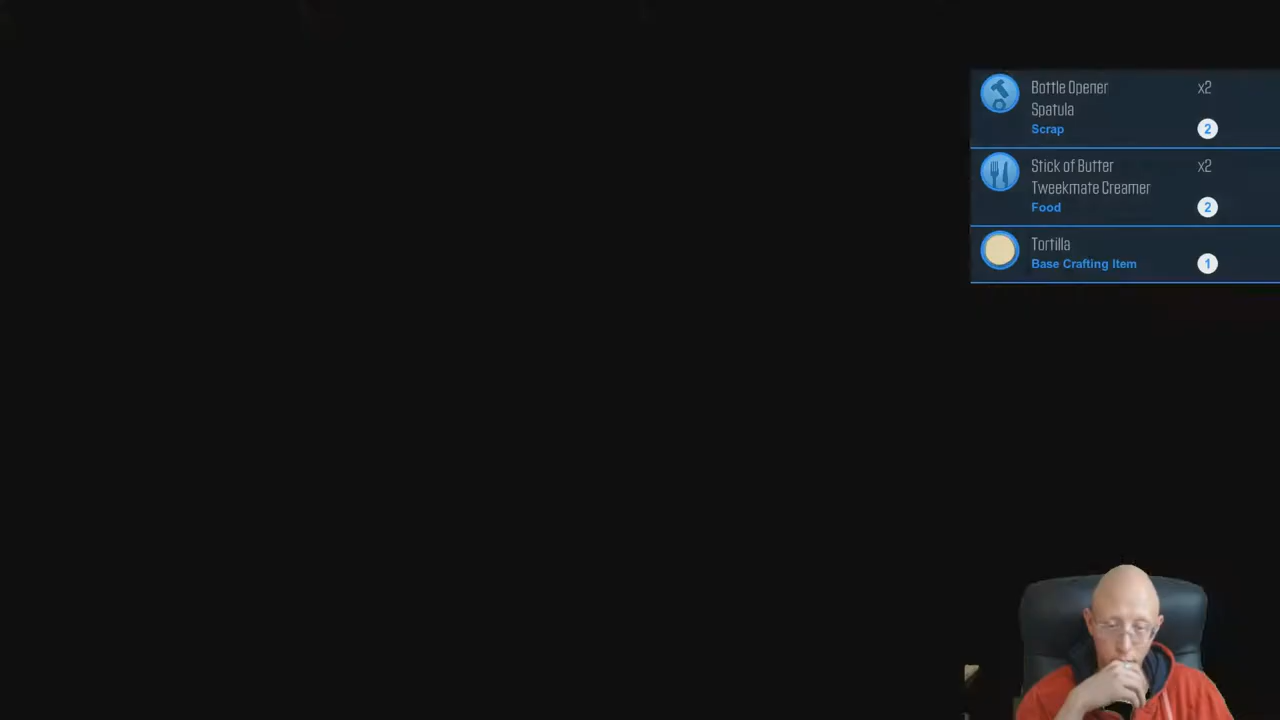 Bottle Opener x2
Spatula
Scrap 2
Stick of Butter x2
Tweekmate Creamer
Food 2
Tortilla
Base Crafting Item 1